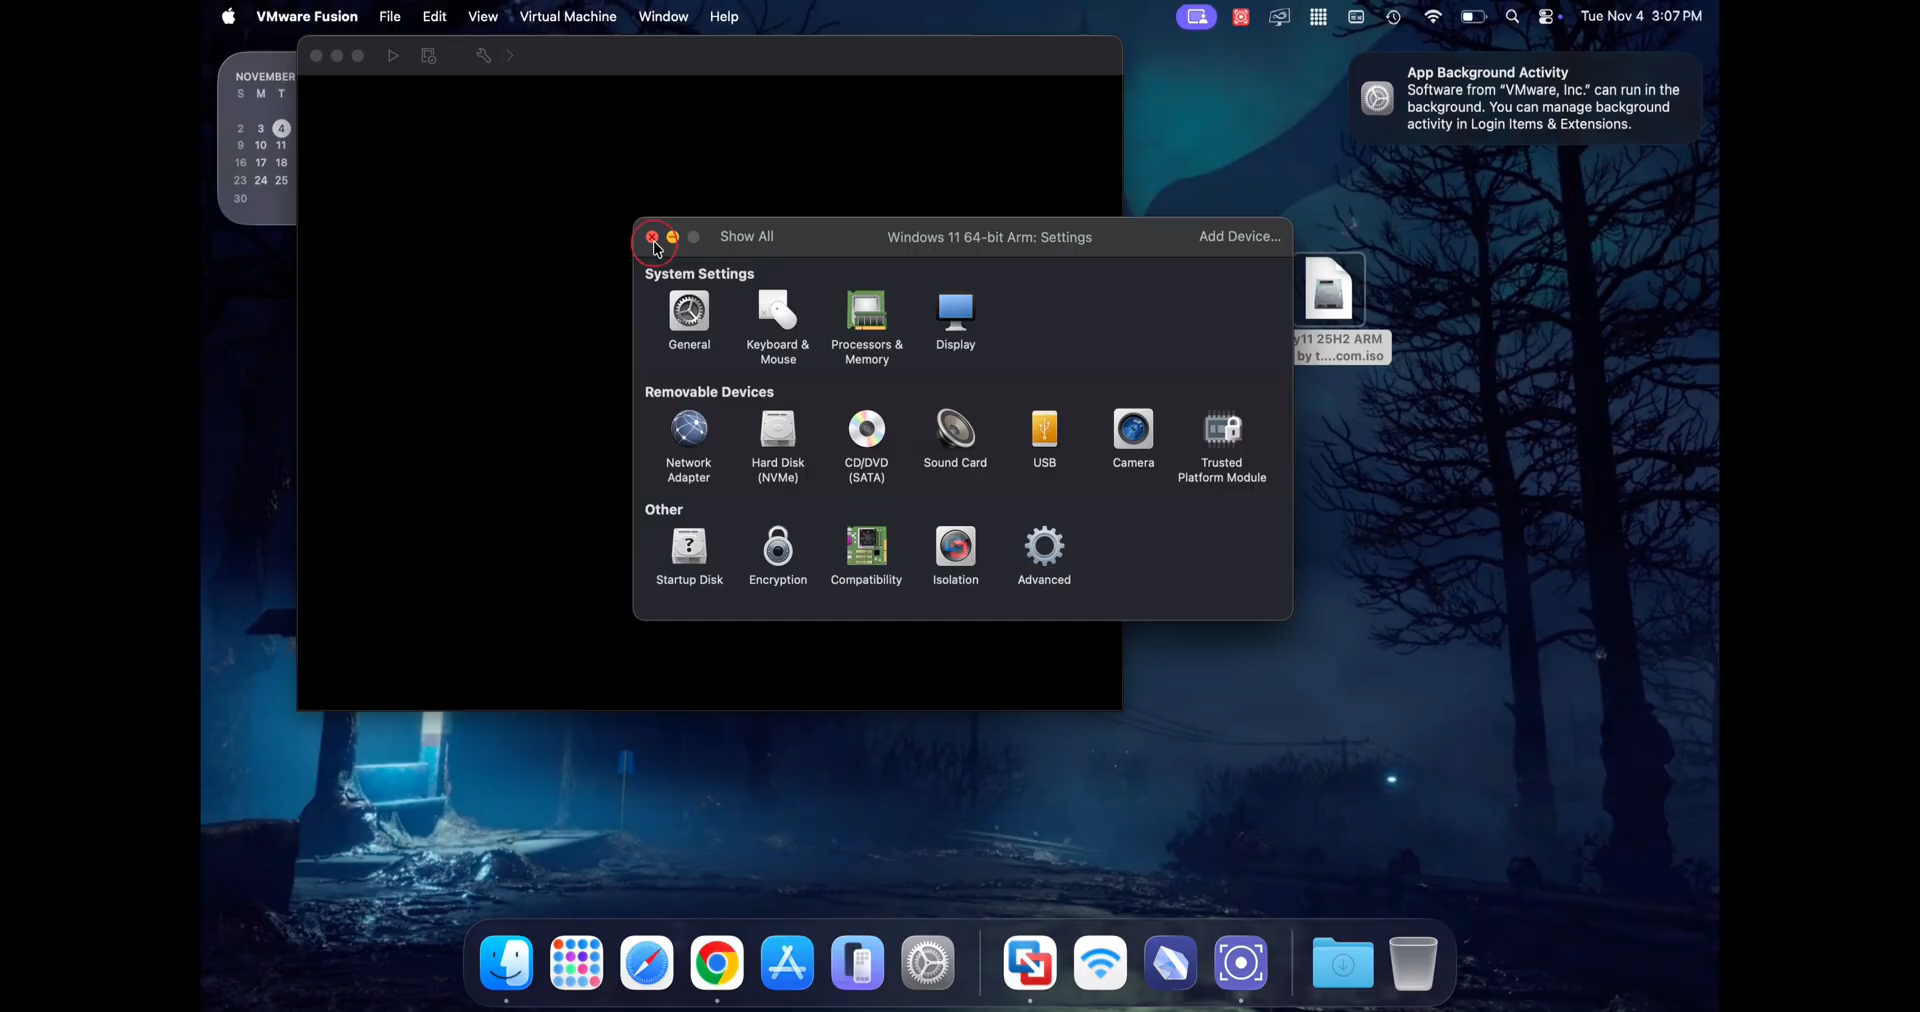 VMware Fusion File Edit View Virtual Machine Window Help
Tue Nov 4 3:07 PM
NOVEMBER
S M T
2 3 4
9 10 11
16 17 18
23 24 25
30
App Background Activity
Software from “VMware, Inc.” can run in the
background. You can manage background
activity in Login Items & Extensions.
Show All
Windows 11 64-bit Arm: Settings
Add Device...
System Settings
General
Keyboard &
Mouse
Processors &
Memory
Display
y11 25H2 ARM
by t....com.iso
Removable Devices
Network
Adapter
Hard Disk
(NVMe)
CD/DVD
(SATA)
Sound Card
USB
Camera
Trusted
Platform Module
Other
Startup Disk
Encryption
Compatibility
Isolation
Advanced